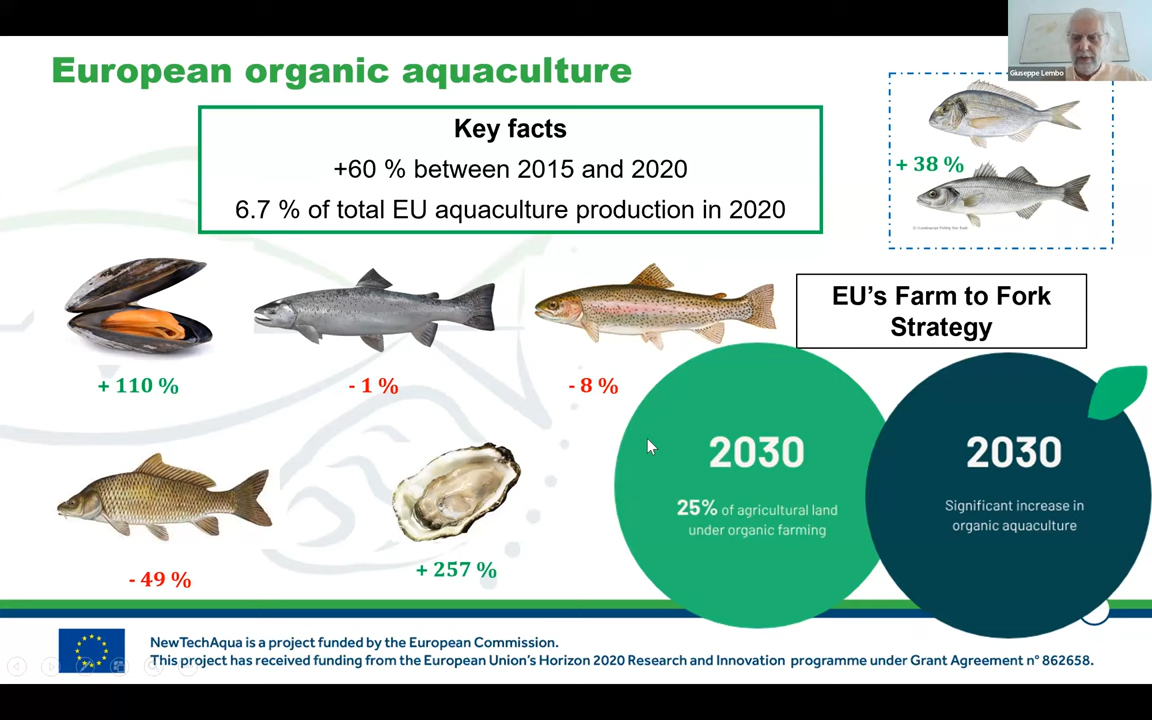 European organic aquaculture
Giuseppe Lembo
Key facts
+60 % between 2015 and 2020
6.7 % of total EU aquaculture production in 2020
+ 38 %
+ 110 %
- 1 %
- 8 %
EU’s Farm to Fork
Strategy
2030
25% of agricultural land
under organic farming
2030
Significant increase in
organic aquaculture
- 49 %
+ 257 %
NewTechAqua is a project funded by the European Commission.
This project has received funding from the European Union’s Horizon 2020 Research and Innovation programme under Grant Agreement n° 862658.